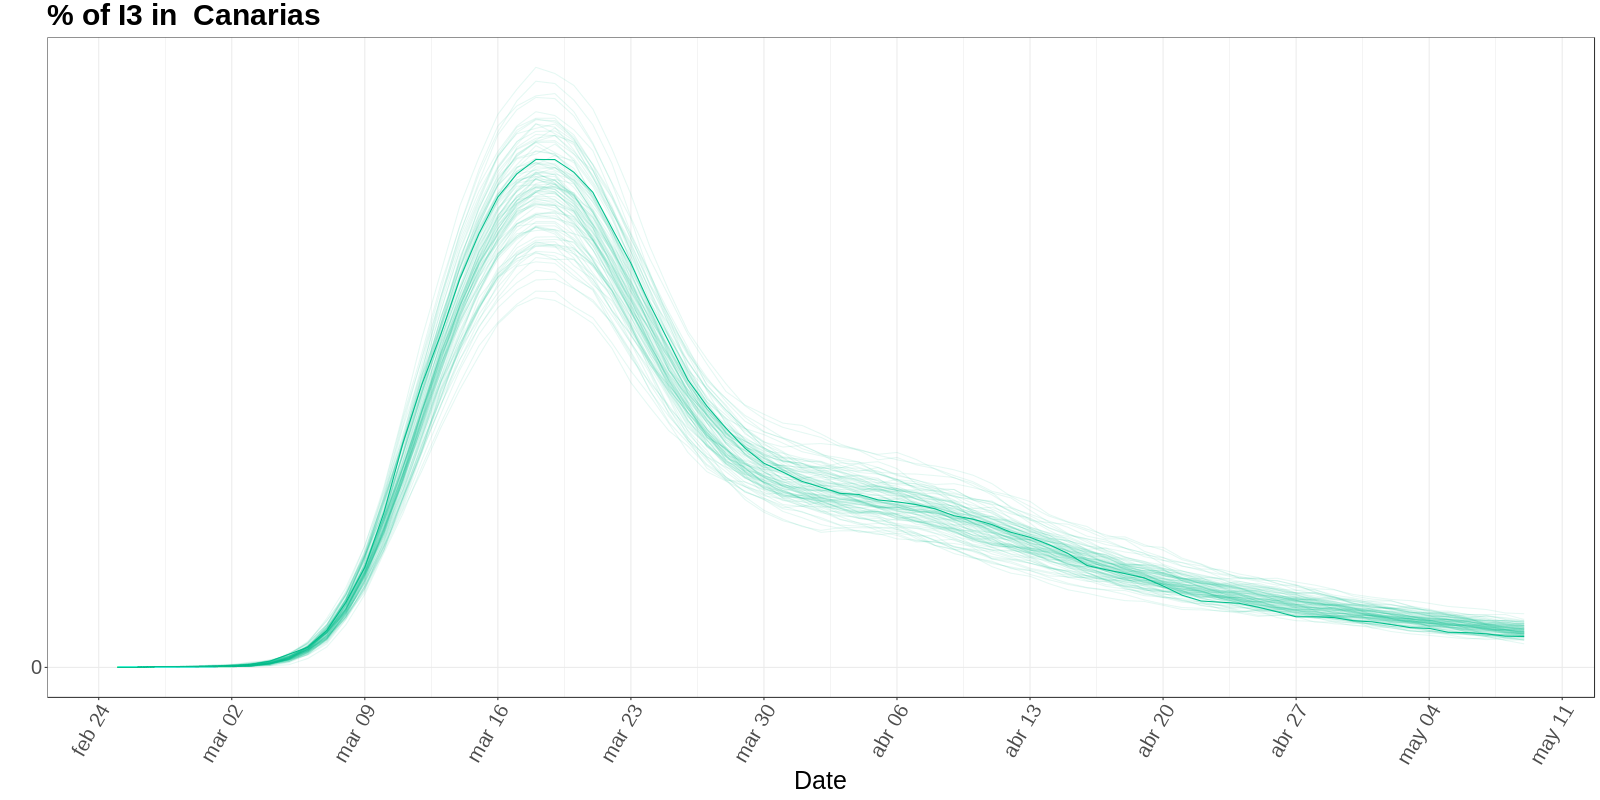 % of I3 in  Canarias
0
feb 24
mar 02
mar 09
mar 16
mar 23
mar 30
abr 06
abr 13
abr 20
abr 27
may 04
may 11
Date